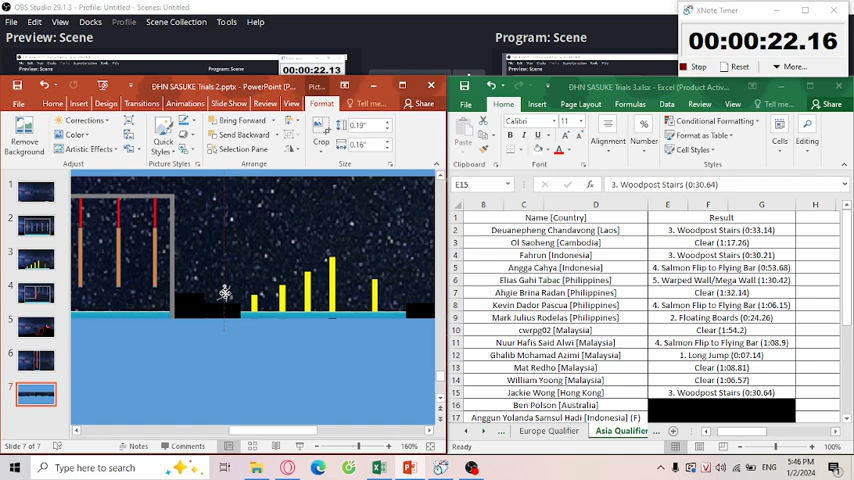 OBS Studio 29.1.3 - Profile: Untitled - Scenes: Untitled
File Edit View Docks Profile Scene Collection Tools Help
Preview: Scene
Program: Scene
00:00:22.13
XNote Timer
00:00:22.16
Stop Reset More...
DHN SASUKE Trials 2.pptx - PowerPoint (P... Pict...
File Home Insert Design Transitions Animations Slide Show Review View Format Tell me... Share
Remove Background
Corrections
Color
Artistic Effects
Adjust
Quick Styles
Picture Styles
Bring Forward
Send Backward
Selection Pane
Arrange
Crop
0.19"
0.16"
Size
1
2
3
4
5
6
7
Slide 7 of 7 Notes Comments 160%
DHN SASUKE Trials 3.xlsx - Excel (Product Activ...
File Home Insert Page Layout Formulas Data Review View Tell me Share
Paste
Clipboard
Calibri 11
B I U
Font
Alignment
Number
Conditional Formatting
Format as Table
Cell Styles
Styles
Cells
Editing
E15 fx 3. Woodpost Stairs (0:30.64)
B C D E F G H
1 Name [Country] Result
2 Deuanepheng Chandavong [Laos] 3. Woodpost Stairs (0:33.14)
3 Ol Saoheng [Cambodia] Clear (1:17.26)
4 Fahrun [Indonesia] 3. Woodpost Stairs (0:30.21)
5 Angga Cahya [Indonesia] 4. Salmon Flip to Flying Bar (0:53.68)
6 Elias Gahi Tabing [Philippines] 5. Warped Wall/Mega Wall (1:30.42)
7 Ahgie Brina Radan [Philippines] Clear (1:32.14)
8 Kevin Dador Pascua [Philippines] 4. Salmon Flip to Flying Bar (1:06.15)
9 Mark Julius Rodelas [Philippines] 2. Floating Boards (0:24.26)
10 cwrpg02 [Malaysia] Clear (1:54.2)
11 Nuur Hafis Said Alwi [Malaysia] 4. Salmon Flip to Flying Bar (1:08.9)
12 Ghalib Mohamad Azimi [Malaysia] 1. Long Jump (0:07.14)
13 Mat Redho [Malaysia] Clear (1:08.81)
14 William Yoong [Malaysia] Clear (1:06.57)
15 Jackie Wong [Hong Kong] 3. Woodpost Stairs (0:30.64)
16 Ben Polson [Australia]
17 Anggun Yolanda Samsul Hadi [Indonesia] (F)
Europe Qualifier Asia Qualifier ...
Ready 100%
Type here to search
ENG
5:46 PM
1/2/2024